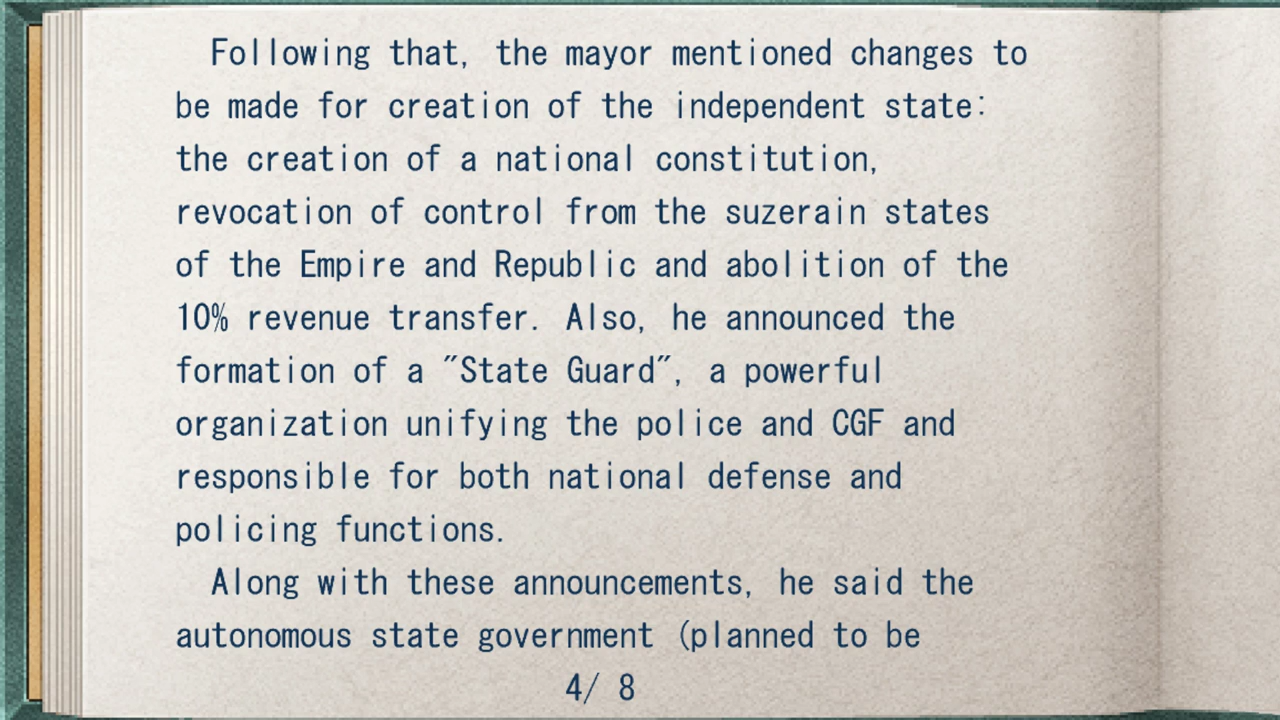 Following that, the mayor mentioned changes to
be made for creation of the independent state:
the creation of a national constitution,
revocation of control from the suzerain states
of the Empire and Republic and abolition of the
10% revenue transfer. Also, he announced the
formation of a "State Guard", a powerful
organization unifying the police and CGF and
responsible for both national defense and
policing functions.
Along with these announcements, he said the
autonomous state government (planned to be
4/ 8